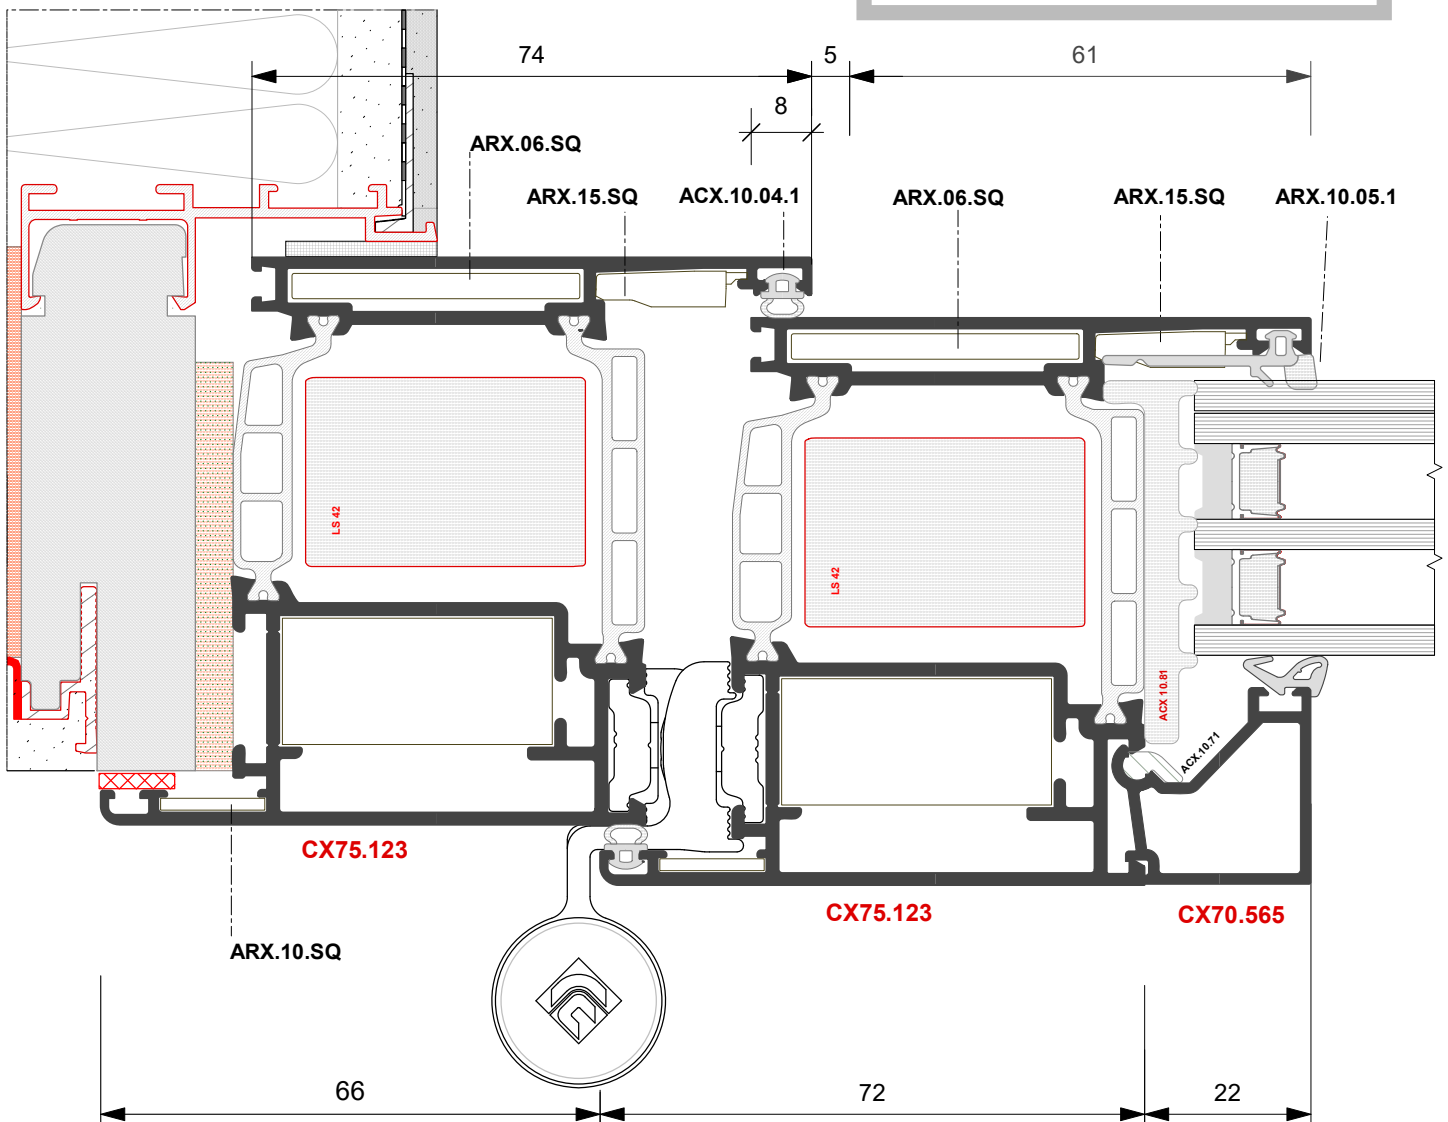 74
5
61
8
ARX.06.SQ
ARX.15.SQ
ACX.10.04.1
ARX.06.SQ
ARX.15.SQ
ARX.10.05.1
LS 42
LS 42
ACX 10.81
ACX.10.71
CX75.123
CX75.123
CX70.565
ARX.10.SQ
66
72
22